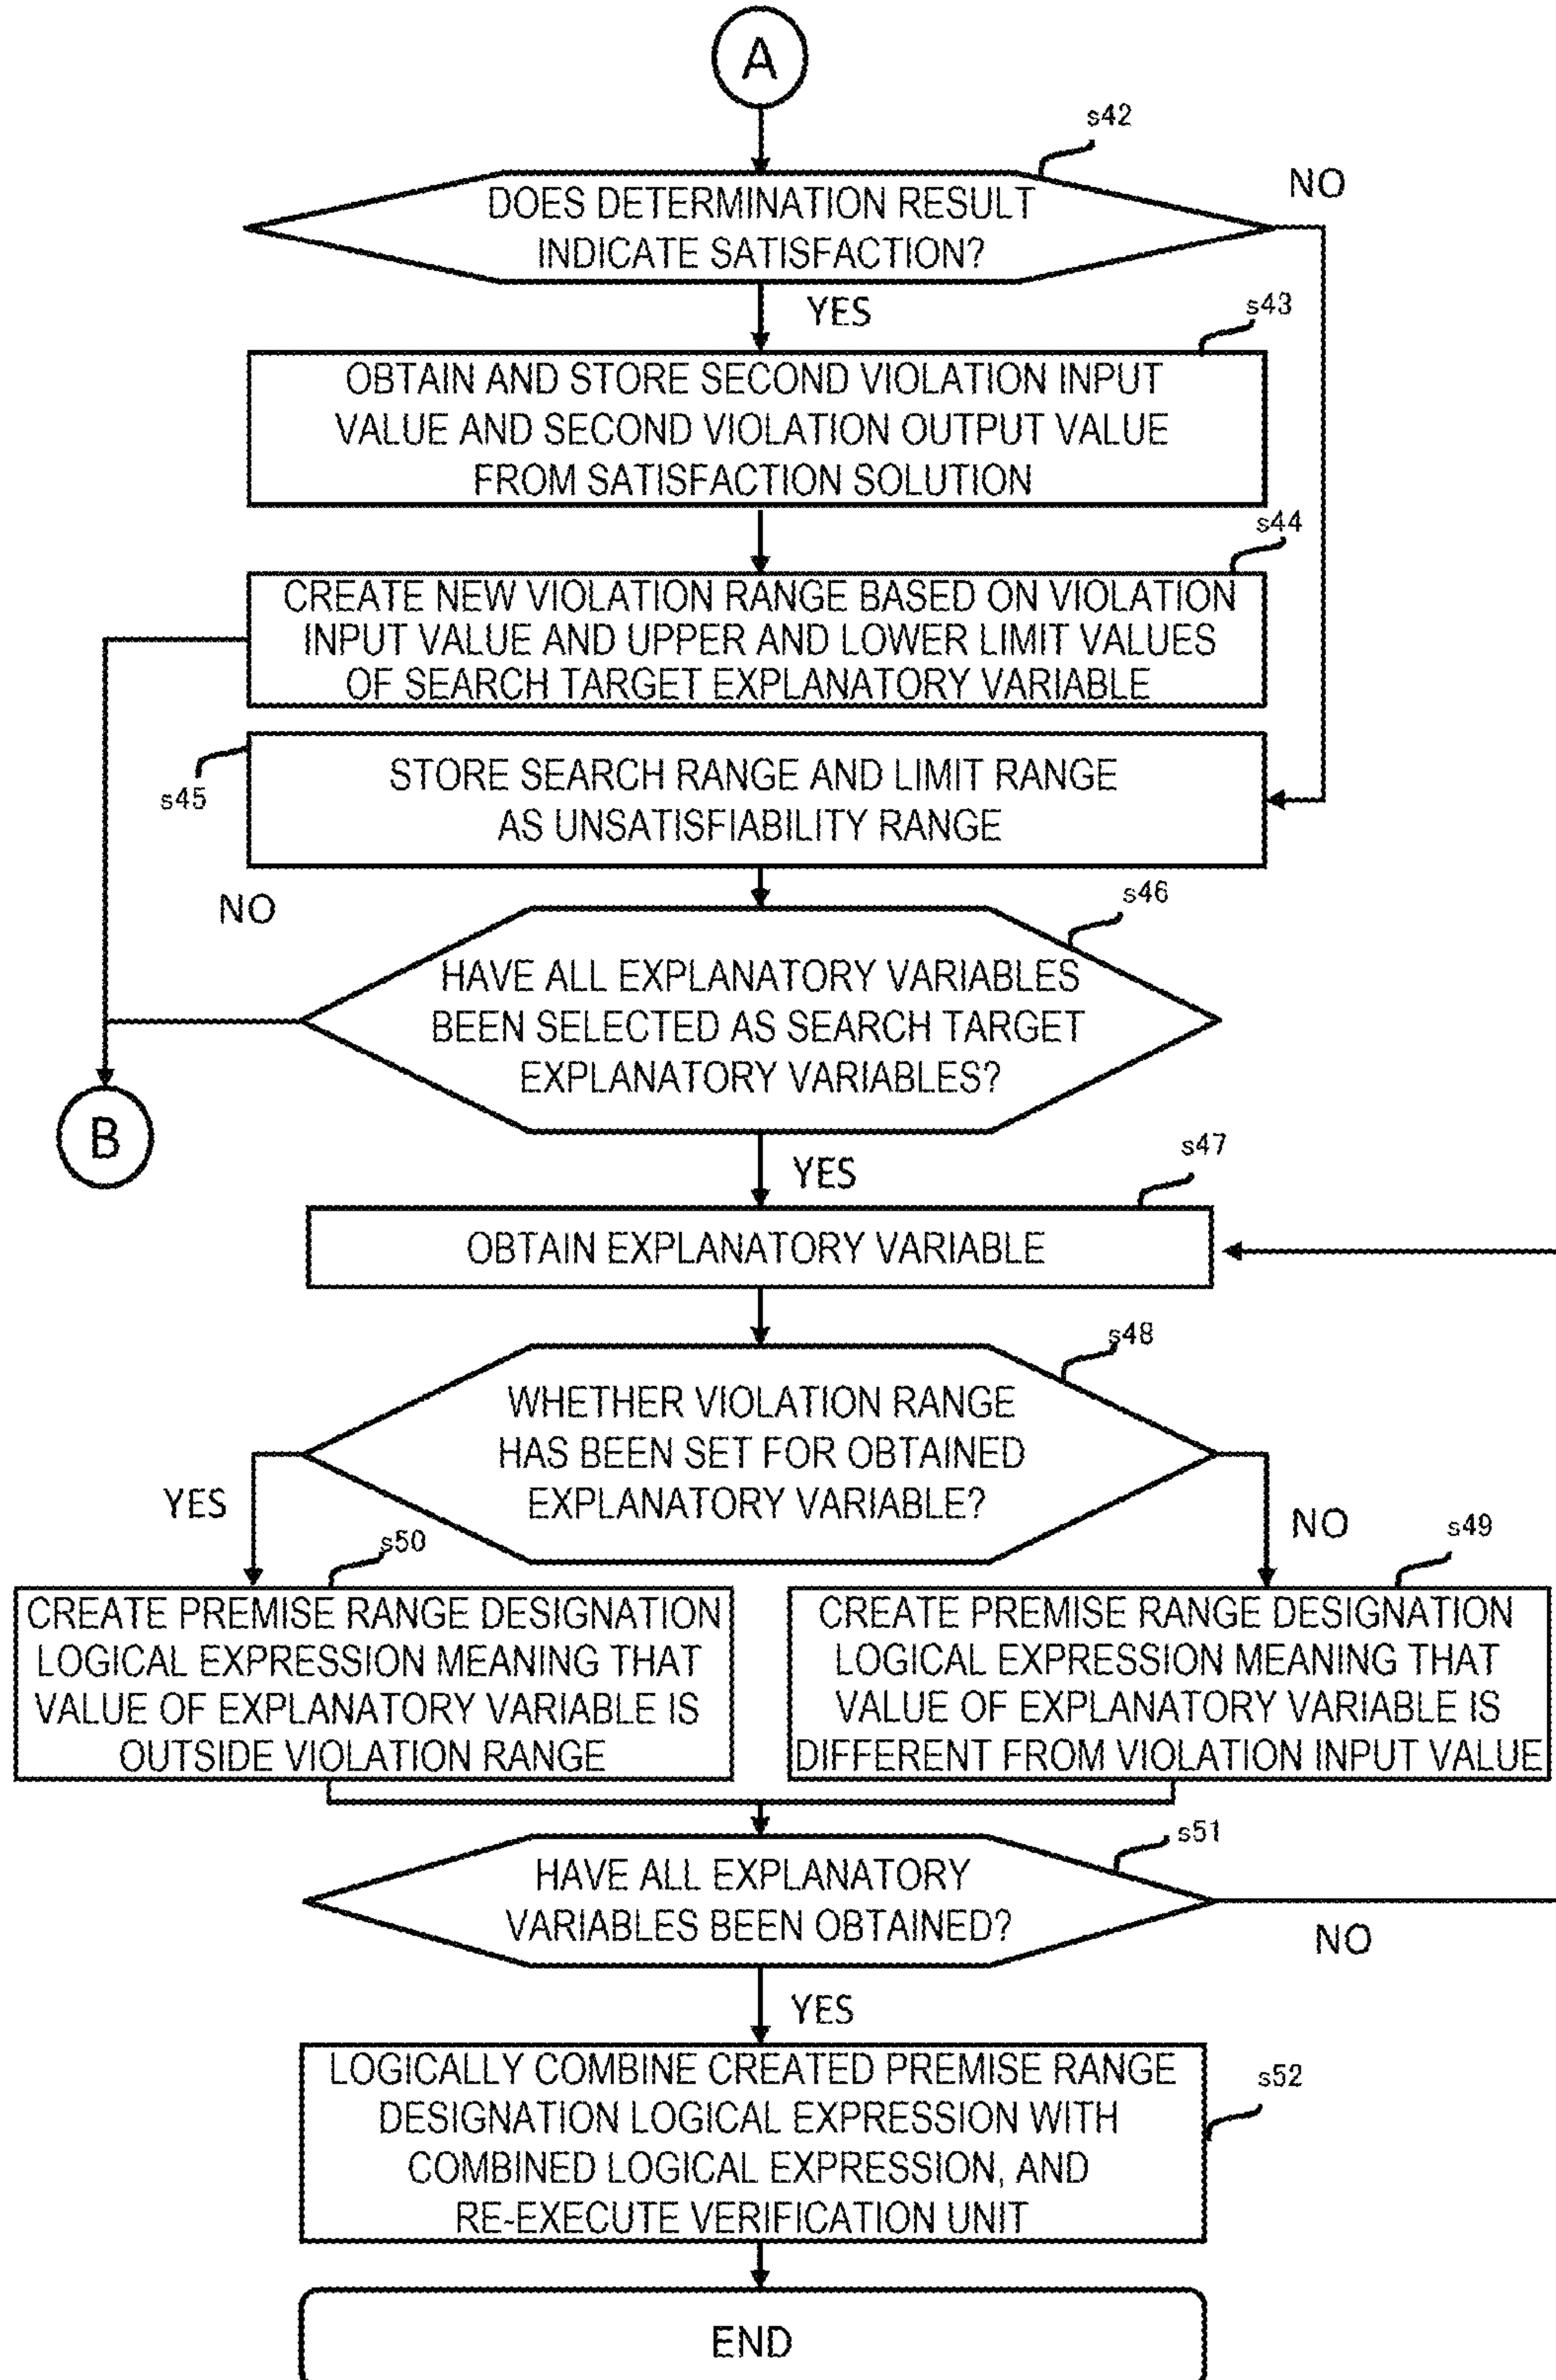 A
s42
DOES DETERMINATION RESULT
INDICATE SATISFACTION?
NO
YES
s43
OBTAIN AND STORE SECOND VIOLATION INPUT
VALUE AND SECOND VIOLATION OUTPUT VALUE
FROM SATISFACTION SOLUTION
s44
CREATE NEW VIOLATION RANGE BASED ON VIOLATION
INPUT VALUE AND UPPER AND LOWER LIMIT VALUES
OF SEARCH TARGET EXPLANATORY VARIABLE
s45
STORE SEARCH RANGE AND LIMIT RANGE
AS UNSATISFIABILITY RANGE
NO
s46
HAVE ALL EXPLANATORY VARIABLES
BEEN SELECTED AS SEARCH TARGET
EXPLANATORY VARIABLES?
B
YES
s47
OBTAIN EXPLANATORY VARIABLE
s48
WHETHER VIOLATION RANGE
HAS BEEN SET FOR OBTAINED
EXPLANATORY VARIABLE?
YES
NO
s50
CREATE PREMISE RANGE DESIGNATION
LOGICAL EXPRESSION MEANING THAT
VALUE OF EXPLANATORY VARIABLE IS
OUTSIDE VIOLATION RANGE
s49
CREATE PREMISE RANGE DESIGNATION
LOGICAL EXPRESSION MEANING THAT
VALUE OF EXPLANATORY VARIABLE IS
DIFFERENT FROM VIOLATION INPUT VALUE
s51
HAVE ALL EXPLANATORY
VARIABLES BEEN OBTAINED?
NO
YES
s52
LOGICALLY COMBINE CREATED PREMISE RANGE
DESIGNATION LOGICAL EXPRESSION WITH
COMBINED LOGICAL EXPRESSION, AND
RE-EXECUTE VERIFICATION UNIT
END